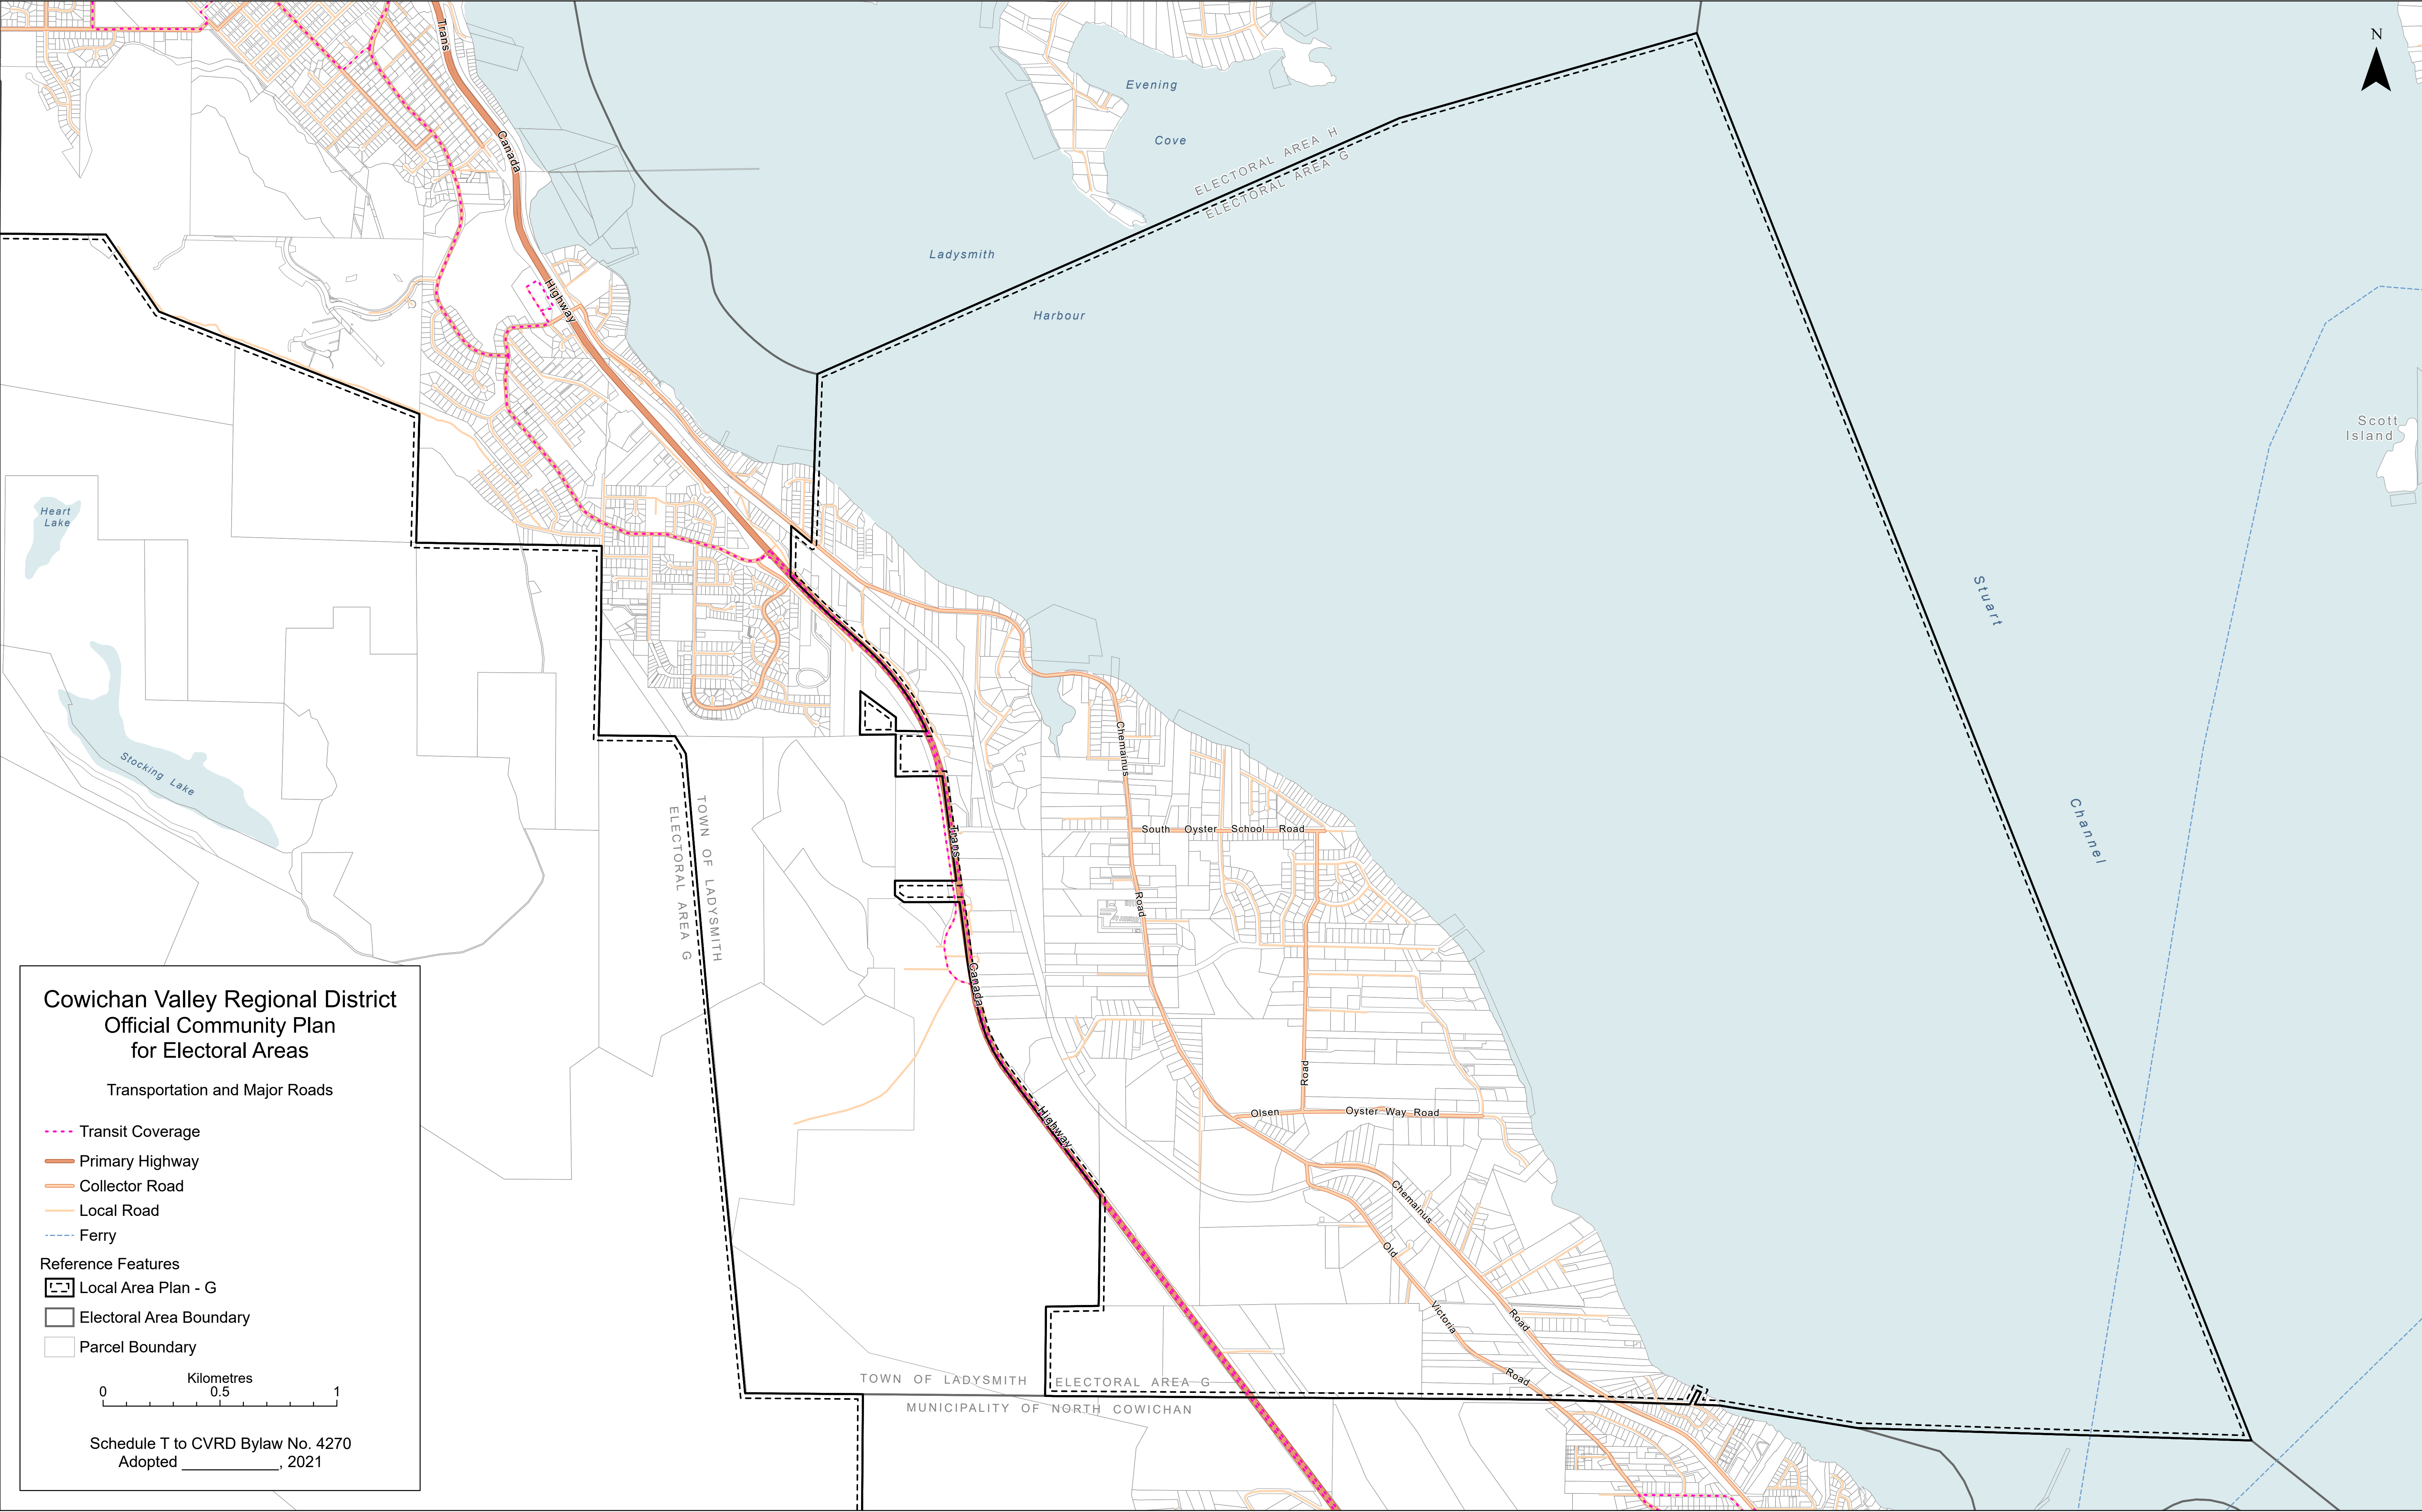 N
Trans
Canada
Highway
Evening
Cove
ELECTORAL AREA H
ELECTORAL AREA G
Ladysmith
Harbour
Scott
Island
Heart
Lake
Stocking Lake
Stuart
Channel
Chemainus
Road
South Oyster School Road
Trans
Canada
Highway
TOWN OF LADYSMITH
ELECTORAL AREA G
Road
Olsen
Oyster Way Road
Chemainus
Road
Old
Victoria
Road
TOWN OF LADYSMITH
ELECTORAL AREA G
MUNICIPALITY OF NORTH COWICHAN
Cowichan Valley Regional District
Official Community Plan
for Electoral Areas
Transportation and Major Roads
Transit Coverage
Primary Highway
Collector Road
Local Road
Ferry
Reference Features
Local Area Plan - G
Electoral Area Boundary
Parcel Boundary
Kilometres
0 0.5 1
Schedule T to CVRD Bylaw No. 4270
Adopted ___________, 2021